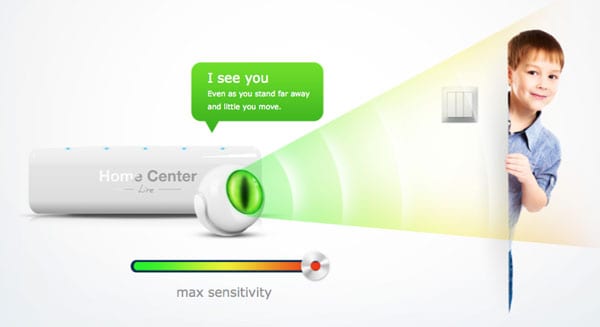 I see you
Even as you stand far away
and little you move.
Home Center
Lite
max sensitivity